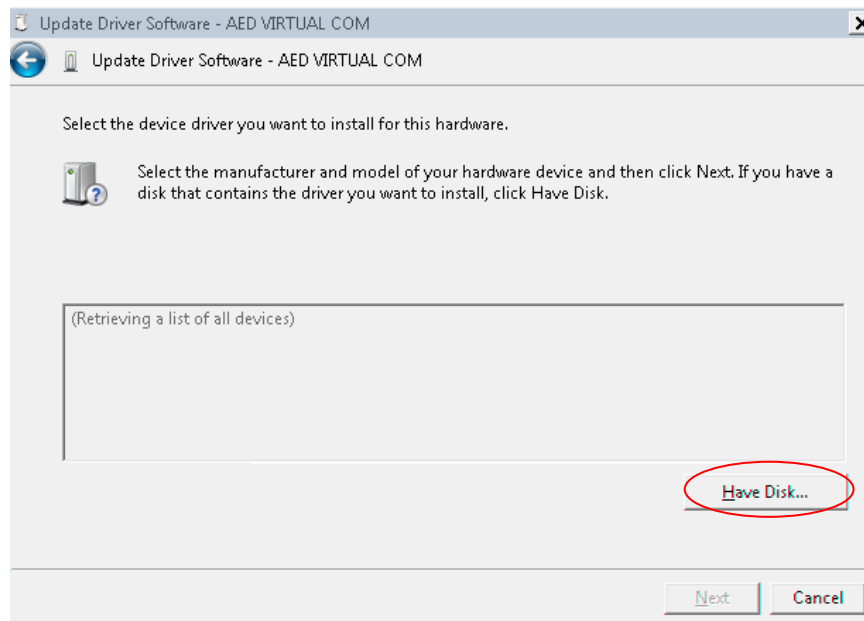 Update Driver Software - AED VIRTUAL COM
Update Driver Software - AED VIRTUAL COM
Select the device driver you want to install for this hardware.
Select the manufacturer and model of your hardware device and then click Next. If you have a
disk that contains the driver you want to install, click Have Disk.
(Retrieving a list of all devices)
Have Disk...
Next
Cancel